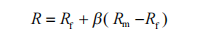 R = R_f + β( R_m − R_f )